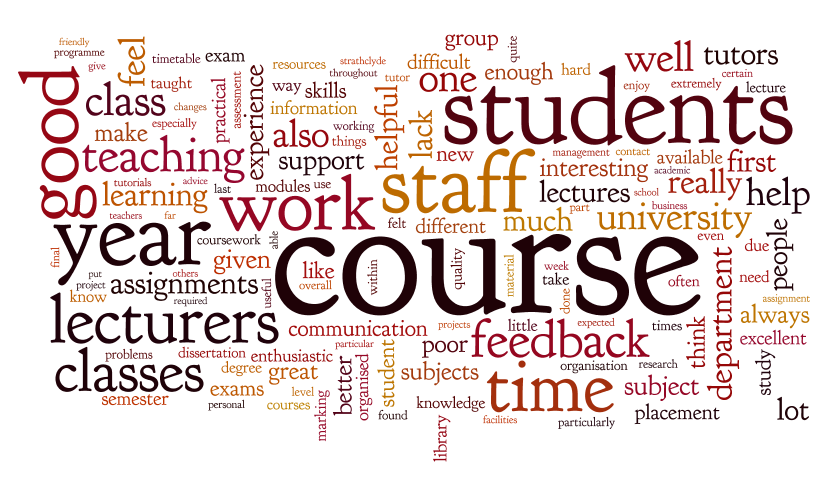 friendly
programme
give
feel
timetable
exam
resources
strathclyde
throughout
tutor
difficult
group
quite
enough
hard
well
tutors
certain
extremely
enjoy
lecture
good
class
taught
changes
especially
practical
assessment
experience
way
skills
information
helpful
lack
one
students
make
also
working
things
teaching
support
new
management
contact
academic
interesting
available
first
tutorials
advice
last
modules
use
staff
lectures
school
really
help
learning
teachers
far
work
felt
different
much
part
business
university
year
coursework
able
course
even
due
people
final
put
project
know
others
given
assignments
required
useful
like
overall
within
quality
material
week
take
done
often
need
department
assignment
always
lecturers
communication
projects
little
expected
times
think
excellent
problems
dissertation
enthusiastic
particular
poor
feedback
organisation
research
study
classes
degree
great
better
organised
student
subjects
time
subject
semester
exams
personal
level
courses
marking
found
knowledge
facilities
particularly
placement
lot
library